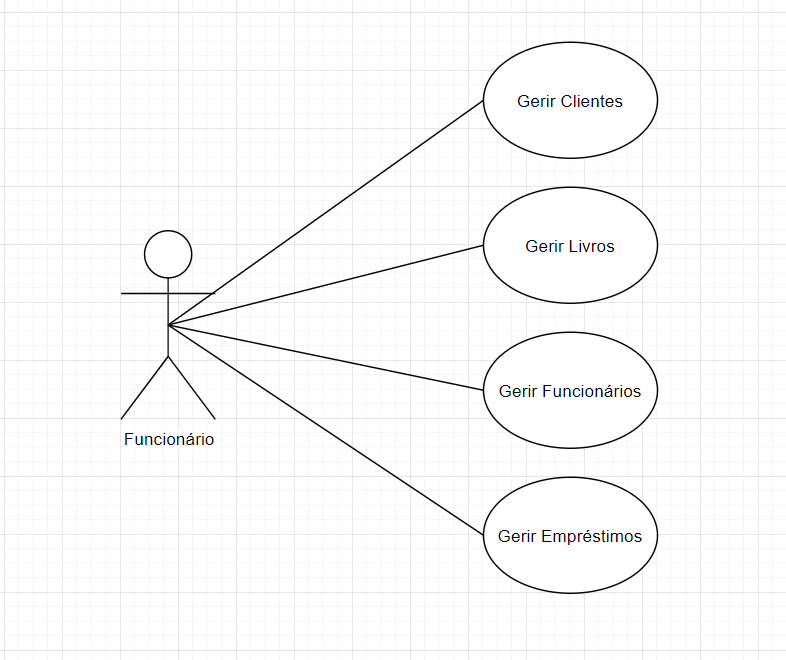 Gerir Clientes
Gerir Livros
Gerir Funcionários
Funcionário
Gerir Empréstimos